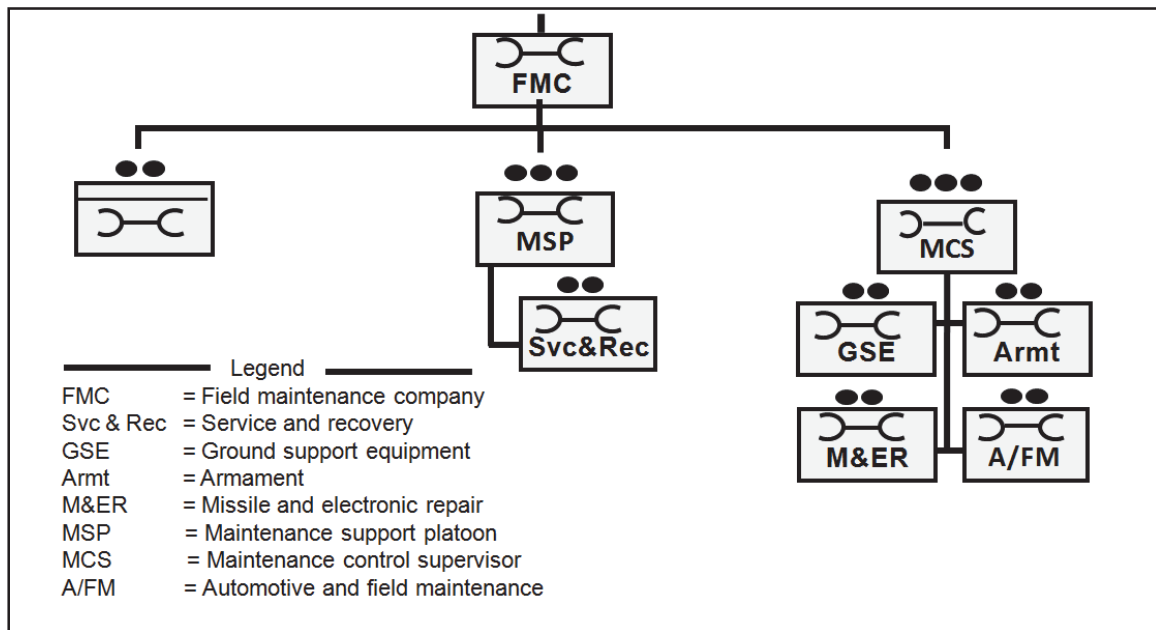 FMC
MSP
MCS
Svc&Rec
GSE
Armt
M&ER
A/FM
Legend
FMC = Field maintenance company
Svc & Rec = Service and recovery
GSE = Ground support equipment
Armt = Armament
M&ER = Missile and electronic repair
MSP = Maintenance support platoon
MCS = Maintenance control supervisor
A/FM = Automotive and field maintenance